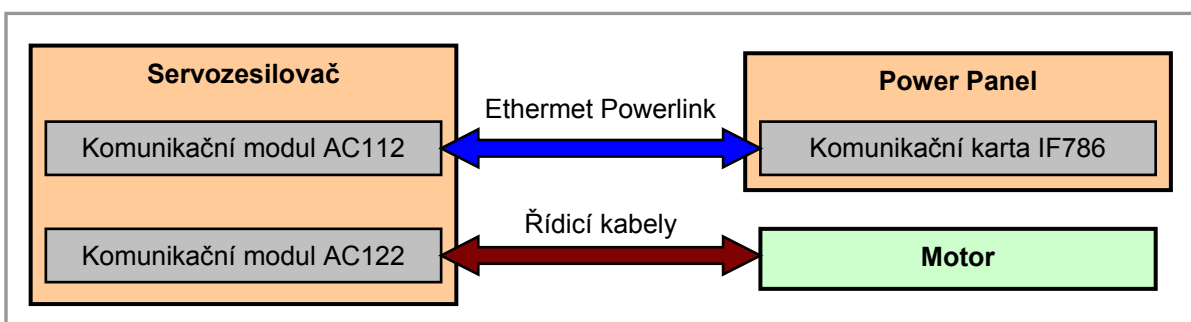 Servozesilovač
Power Panel
Ethermet Powerlink
Komunikační modul AC112
Komunikační karta IF786
Řídicí kabely
Komunikační modul AC122
Motor